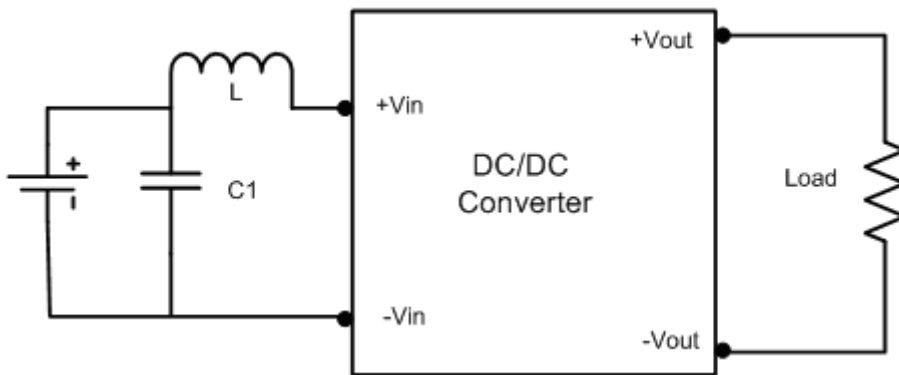 +Vout
L
+Vin
DC/DC
Converter
+
C1
Load
-
-Vin
-Vout